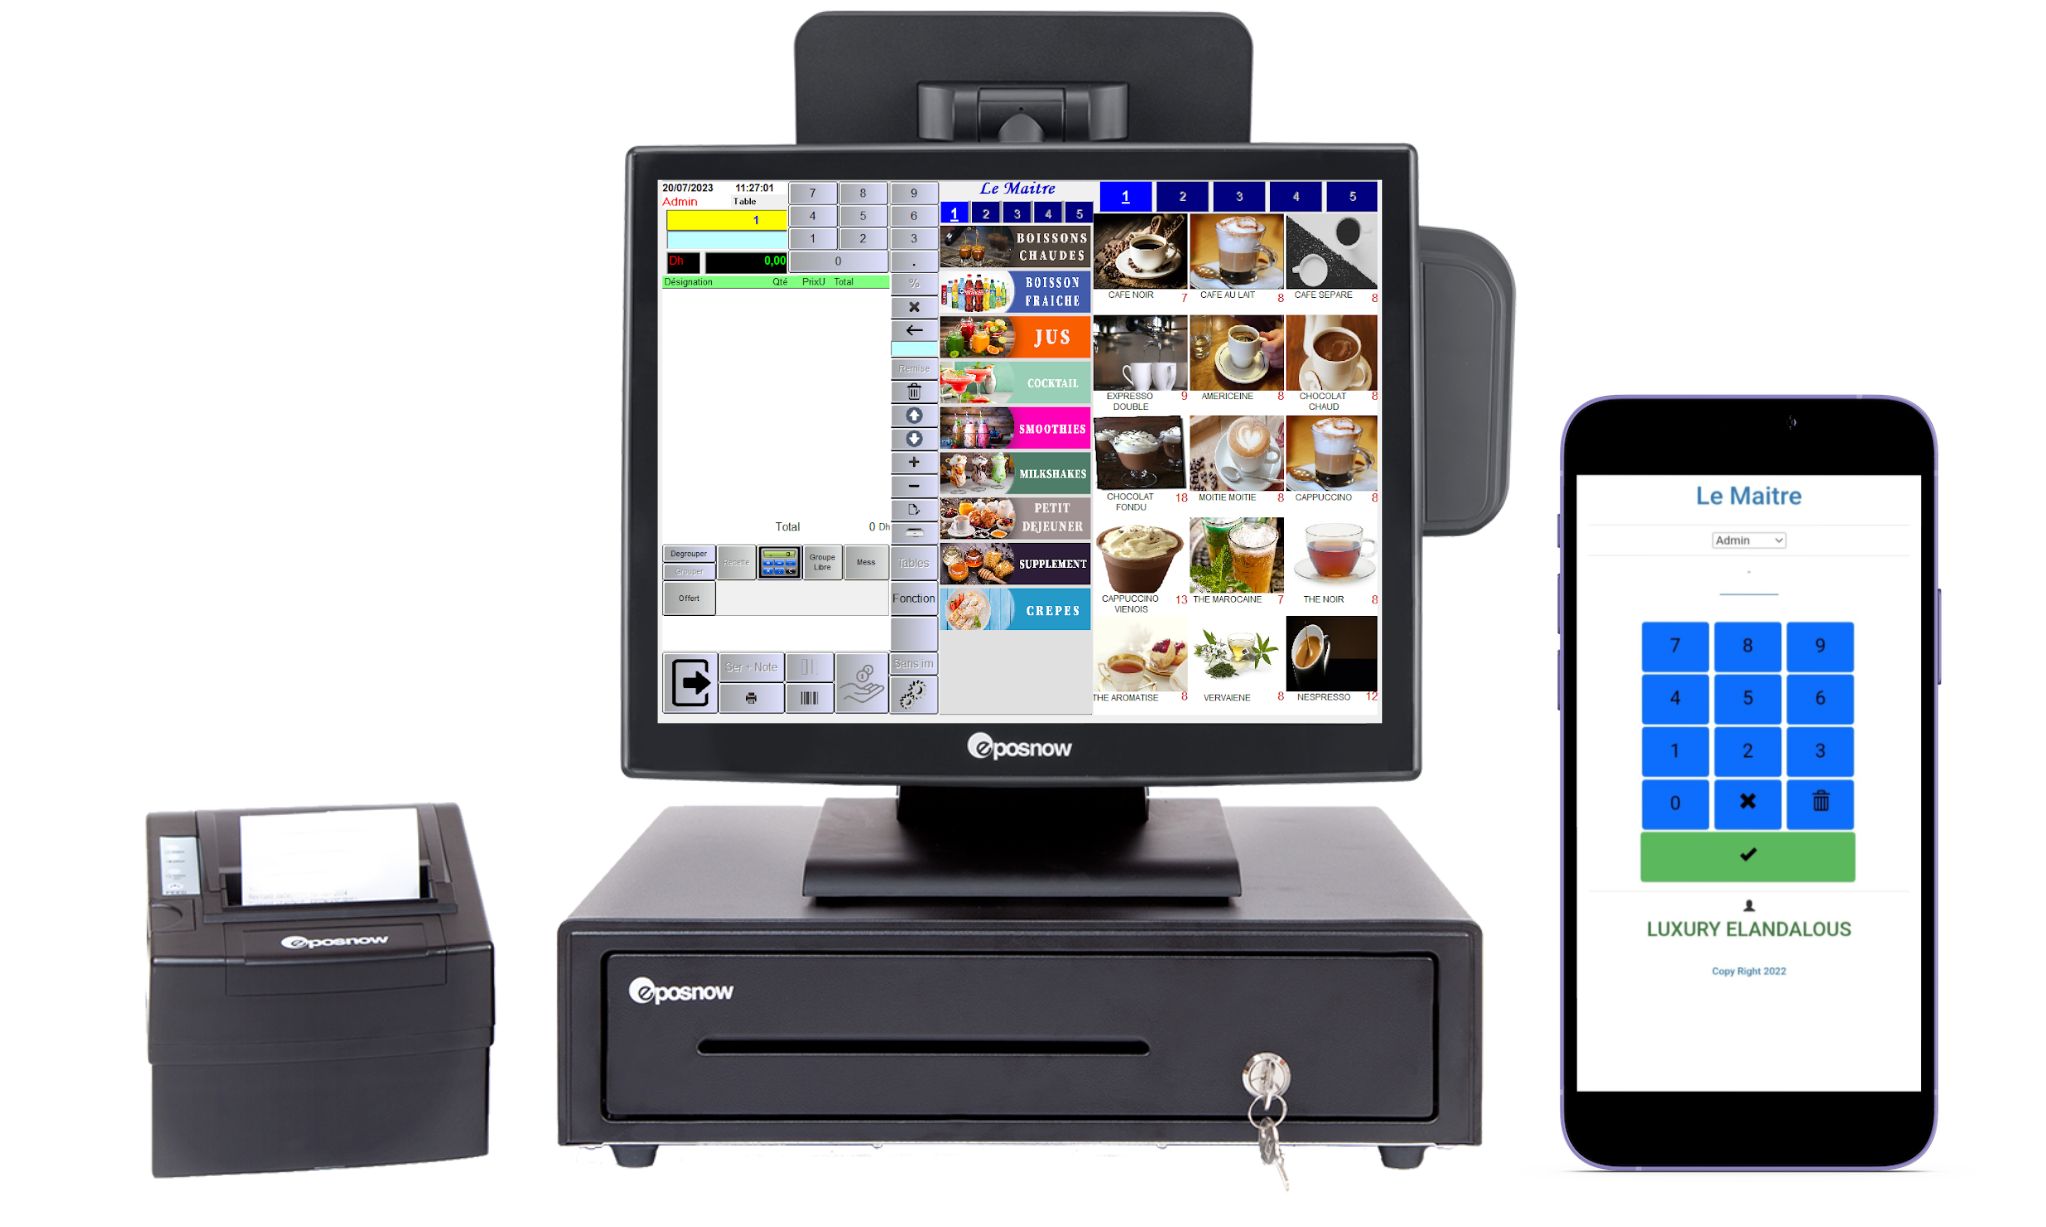 20/07/2023 11:27:01
Admin Table
1
Dh 0,00
7 8 9
4 5 6
1 2 3
0 .
Désignation Qté PrixU Total
%
Remise
Total 0 Dh
Degrouper
Grouper
Recette
Groupe
Libre
Mess
Tables
Offert
Fonction
Ser + Note
Sans im
Le Maitre
1 2 3 4 5
BOISSONS
CHAUDES
BOISSON
FRAICHE
JUS
COCKTAIL
SMOOTHIES
MILKSHAKES
PETIT
DEJEUNER
SUPPLEMENT
CREPES
1 2 3 4 5
CAFE NOIR 7
CAFE AU LAIT 8
CAFE SEPARE 8
EXPRESSO
DOUBLE 9
AMERICEINE 8
CHOCOLAT
CHAUD 8
CHOCOLAT
FONDU 18
MOITIE MOITIE 8
CAPPUCCINO 8
CAPPUCCINO
VIENOIS 13
THE MAROCAINE 7
THE NOIR 8
THE AROMATISE 8
VERVAIENE 8
NESPRESSO 12
eposnow
eposnow
eposnow
Le Maitre
Admin
7 8 9
4 5 6
1 2 3
0
LUXURY ELANDALOUS
Copy Right 2022